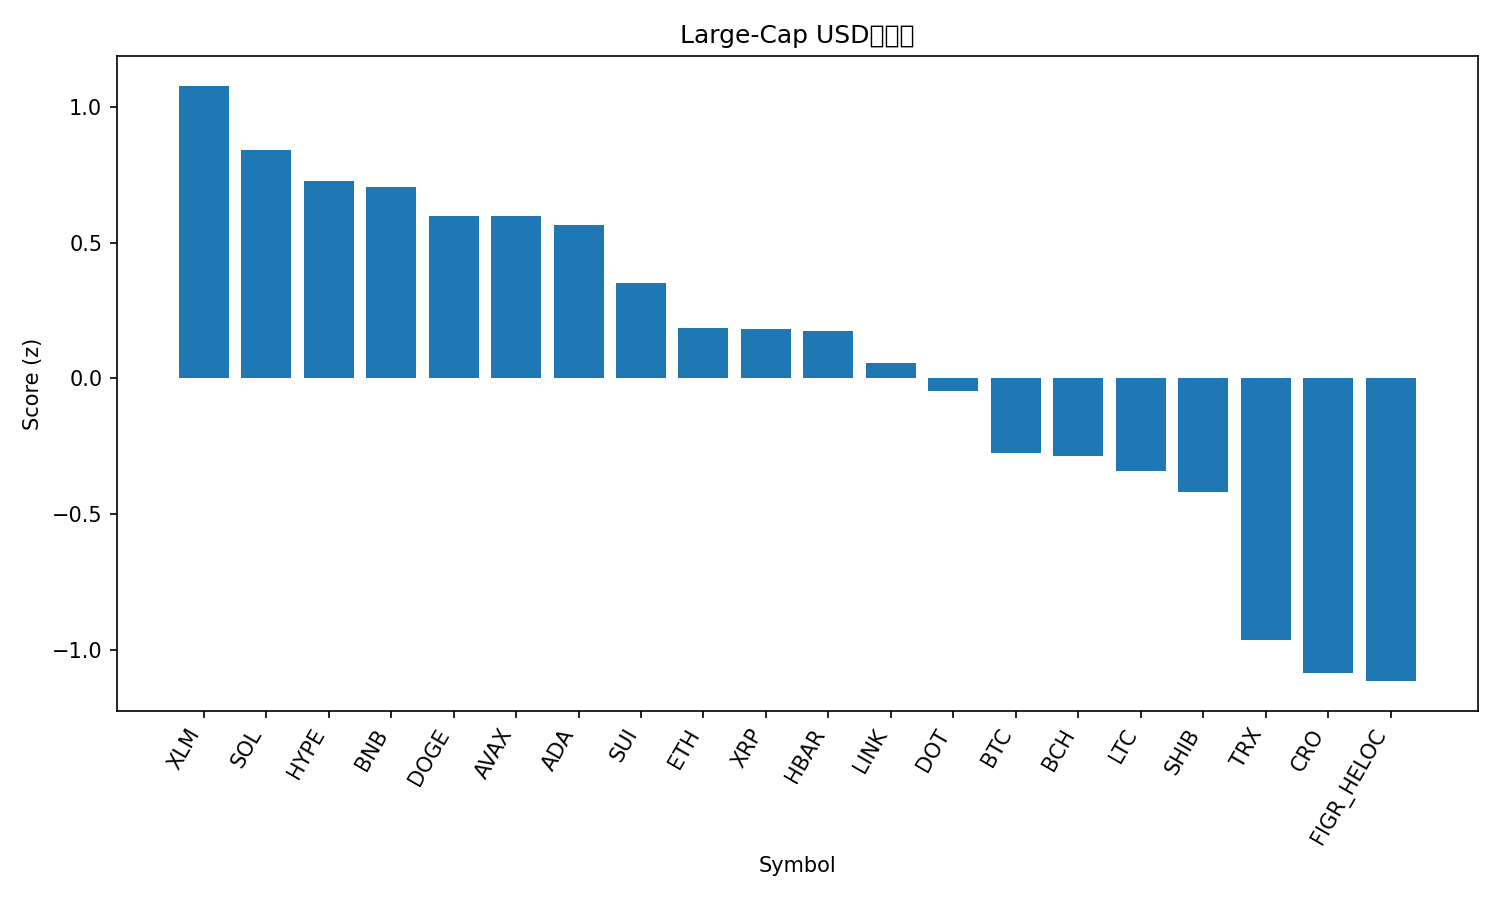 Large-Cap USD
1.0
0.5
0.0
−0.5
−1.0
Score (z)
XLM
SOL
HYPE
BNB
DOGE
AVAX
ADA
SUI
ETH
XRP
HBAR
LINK
DOT
BTC
BCH
LTC
SHIB
TRX
CRO
FIGR_HELOC
Symbol